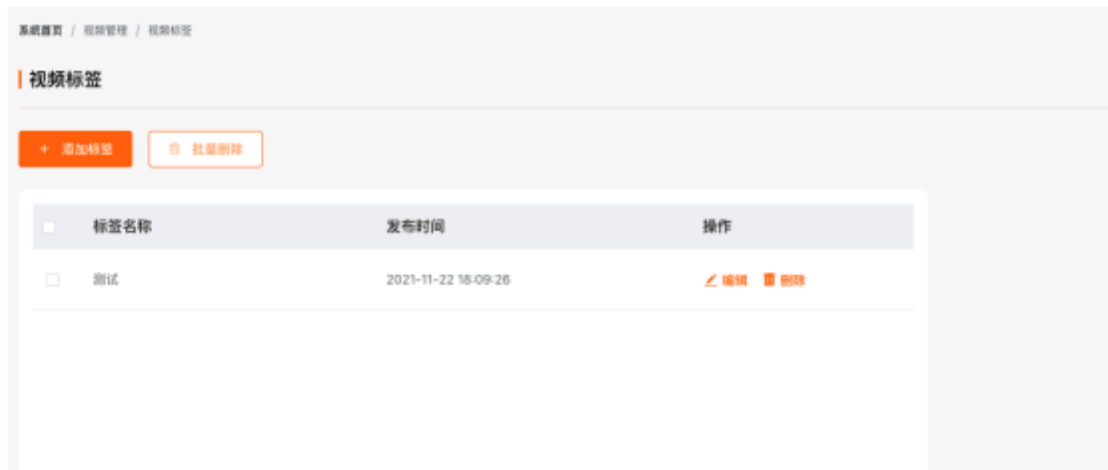 系统首页 / 视频管理 / 视频标签
视频标签
+ 添加标签 批量删除
标签名称 发布时间 操作
测试 2021-11-22 18:09:26 编辑 删除